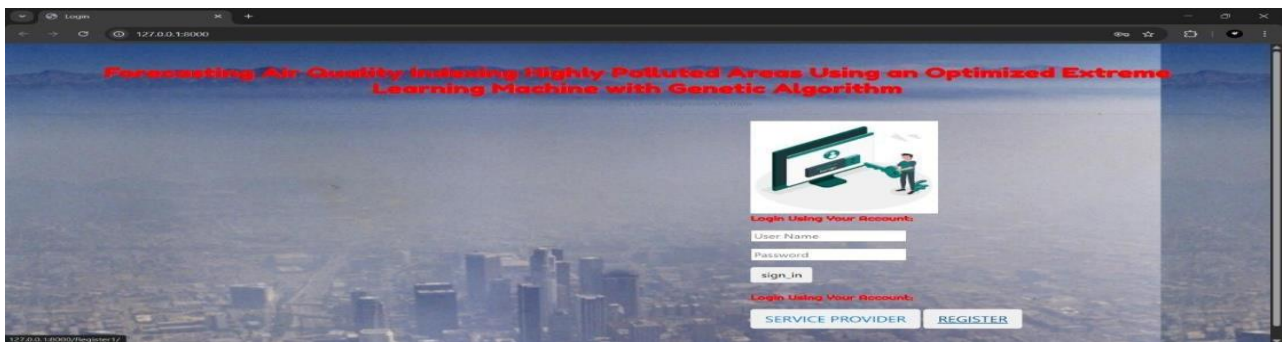 Login
127.0.0.1:8000
Forecasting Air Quality Indexing Highly Polluted Areas Using an Optimized Extreme
Learning Machine with Genetic Algorithm
Login Using Your Account:
User Name
Password
sign_in
Login Using Your Account:
SERVICE PROVIDER REGISTER
127.0.0.1:8000/Register1/